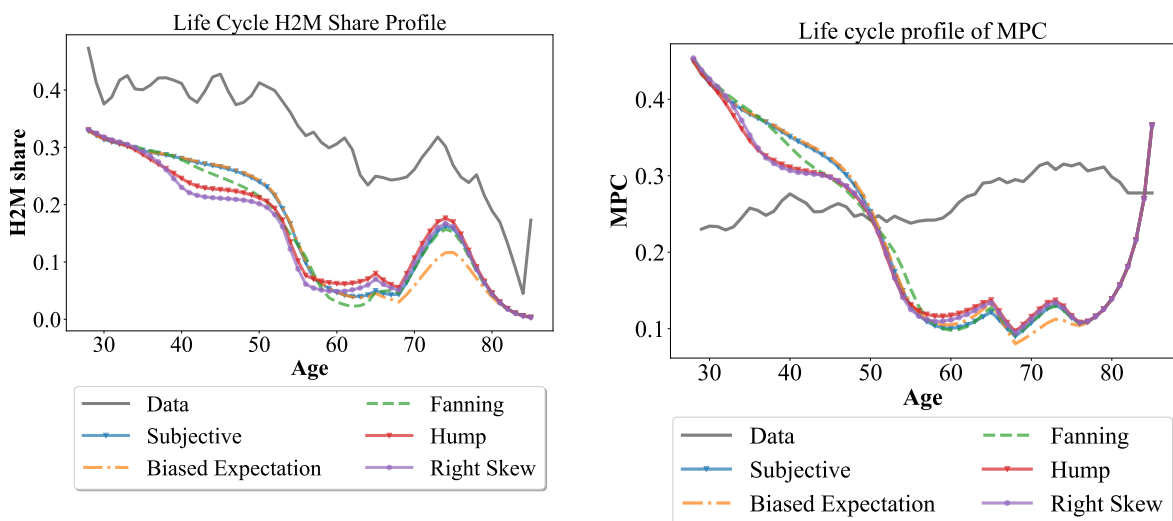 Life Cycle H2M Share Profile
H2M share
0.4
0.3
0.2
0.1
0.0
30 40 50 60 70 80
Age
Data
Subjective
Biased Expectation
Fanning
Hump
Right Skew
Life cycle profile of MPC
MPC
0.4
0.3
0.2
0.1
30 40 50 60 70 80
Age
Data
Subjective
Biased Expectation
Fanning
Hump
Right Skew